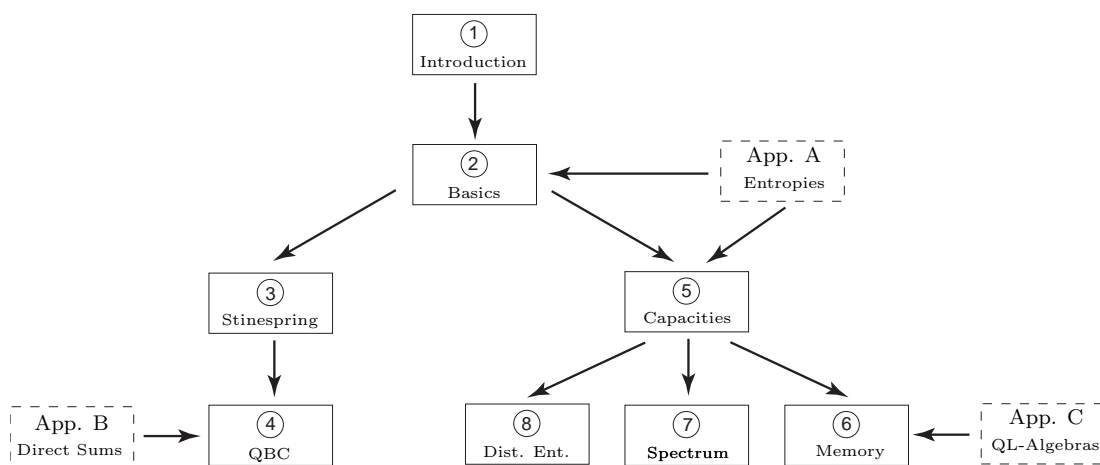 1
Introduction
2
Basics
App. A
Entropies
3
Stinespring
5
Capacities
App. B
Direct Sums
4
QBC
8
Dist. Ent.
7
Spectrum
6
Memory
App. C
QL-Algebras